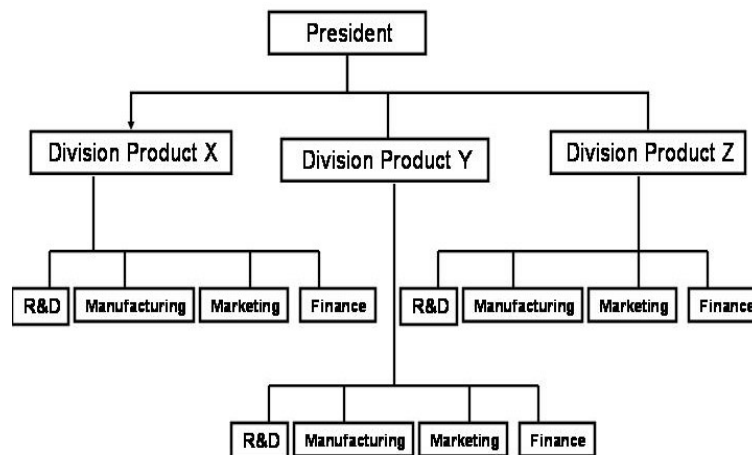 President
Division Product X
Division Product Y
Division Product Z
R&D Manufacturing Marketing Finance
R&D Manufacturing Marketing Finance
R&D Manufacturing Marketing Finance